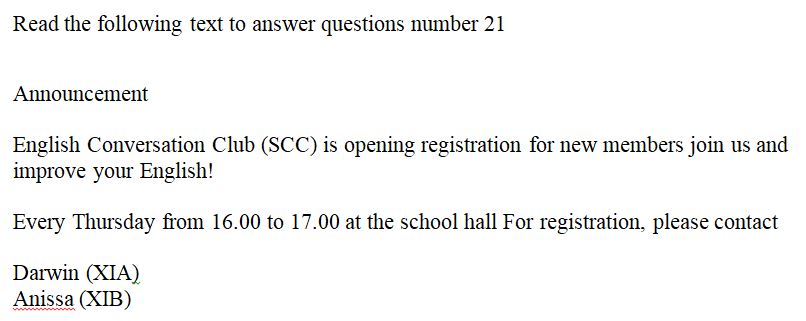 Read the following text to answer questions number 21
Announcement
English Conversation Club (SCC) is opening registration for new members join us and
improve your English!
Every Thursday from 16.00 to 17.00 at the school hall For registration, please contact
Darwin (XIA)
Anissa (XIB)